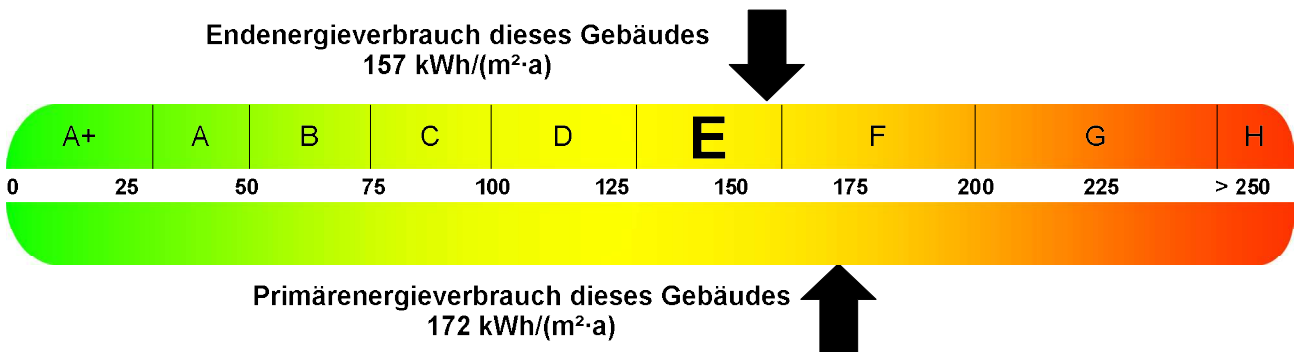 Endenergieverbrauch dieses Gebäudes
157 kWh/(m²·a)
A+ A B C D E F G H
0 25 50 75 100 125 150 175 200 225 > 250
Primärenergieverbrauch dieses Gebäudes
172 kWh/(m²·a)